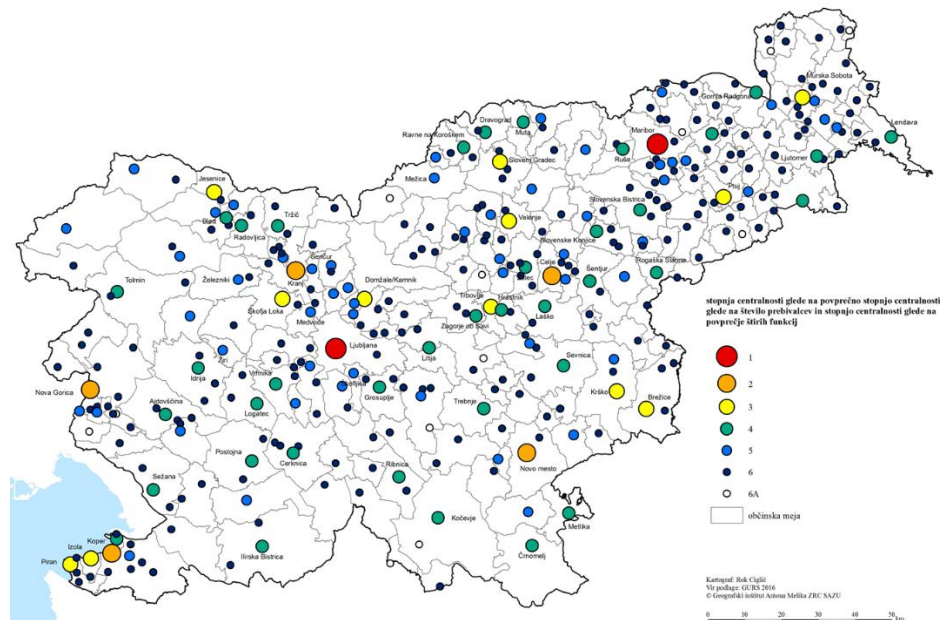 Murska Sobota
Gornja Radgona
Lendava
Dravograd
Muta
Maribor
Ravne na Koroškem
Ruše
Ljutomer
Slovenj Gradec
Mežica
Jesenice
Ptuj
Slovenska Bistrica
Bled
Tržič
Radovljica
Velenje
Slovenske Konjice
Rogaška Slatina
Celje
Šentjur
Tolmin
Železniki
Kranj
Domžale/Kamnik
Škofja Loka
Medvode
Trbovlje
Hrastnik
Zagorje ob Savi
Laško
Ljubljana
Litija
Sevnica
Žiri
Idrija
Vrhnika
Škofljica
Grosuplje
Nova Gorica
Ajdovščina
Logatec
Trebnje
Krško
Brežice
Postojna
Cerknica
Ribnica
Novo mesto
Sežana
Kočevje
Metlika
Črnomelj
Ilirska Bistrica
Koper
Izola
Piran
stopnja centralnosti glede na povprečno stopnjo centralnosti
glede na število prebivalcev in stopnjo centralnosti glede na
povprečje štirih funkcij
1
2
3
4
5
6
6A
občinska meja
Kartograf: Rok Ciglič
Vir podlage: GURS 2016
© Geografski inštitut Antona Melika ZRC SAZU
0 10 20 30 40 50
km